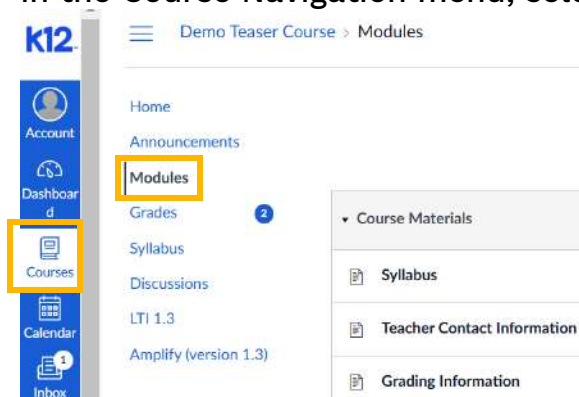 K12
Demo Teaser Course > Modules
Home
Account
Announcements
Modules
Dashboar
d
Grades 2
Course Materials
Syllabus
Courses
Syllabus
Discussions
LTI 1.3
Calendar
Teacher Contact Information
Amplify (version 1.3)
1
Inbox
Grading Information